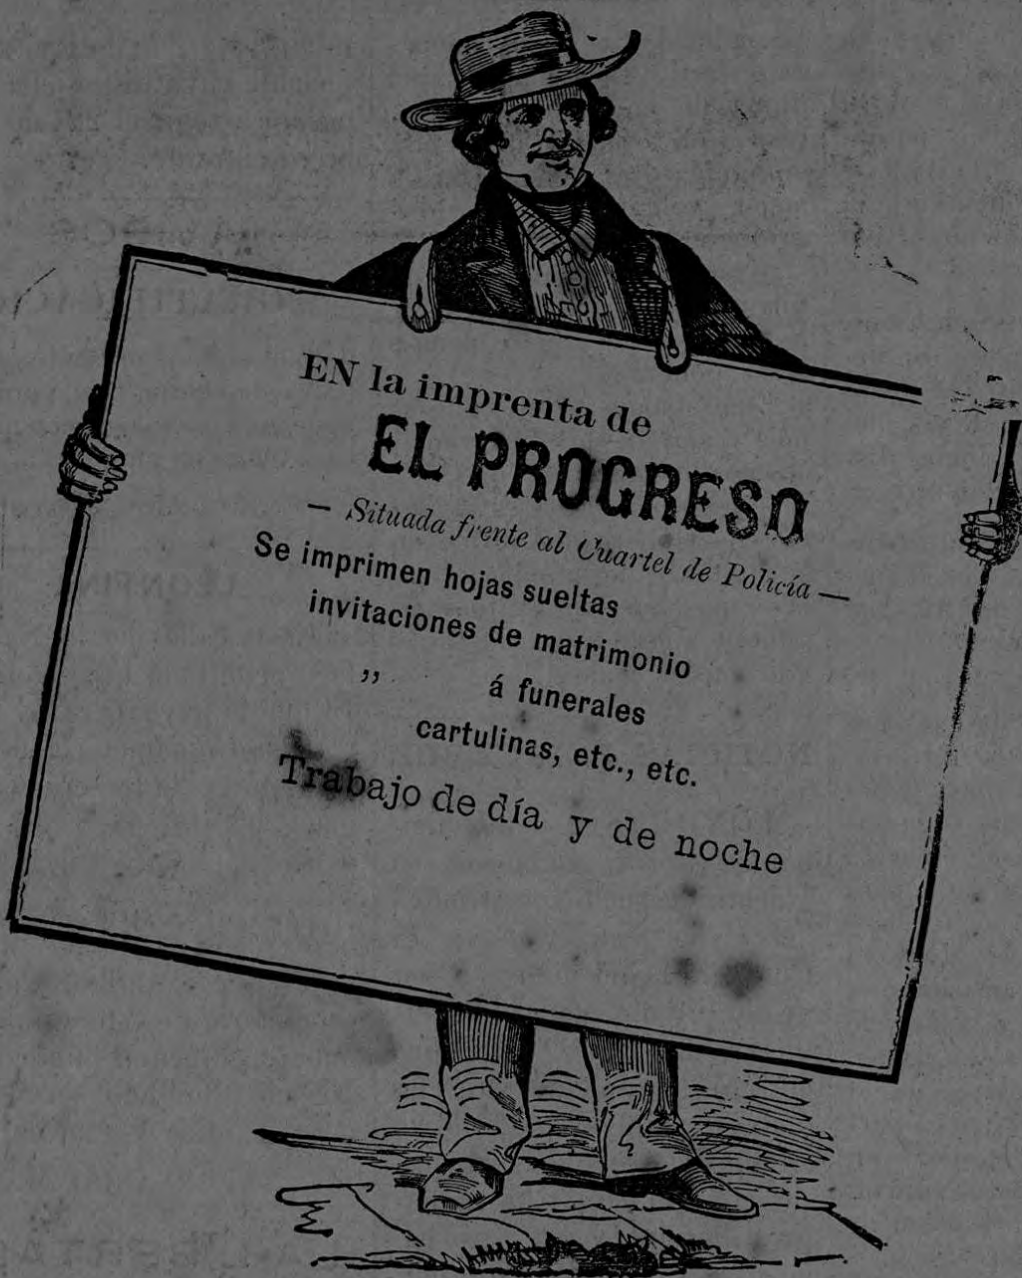 EN la imprenta de
EL PROGRESO
— Situada frente al Cuartel de Policía —
Se imprimen hojas sueltas
invitaciones de matrimonio
„ á funerales
cartulinas, etc., etc.
Trabajo de día y de noche